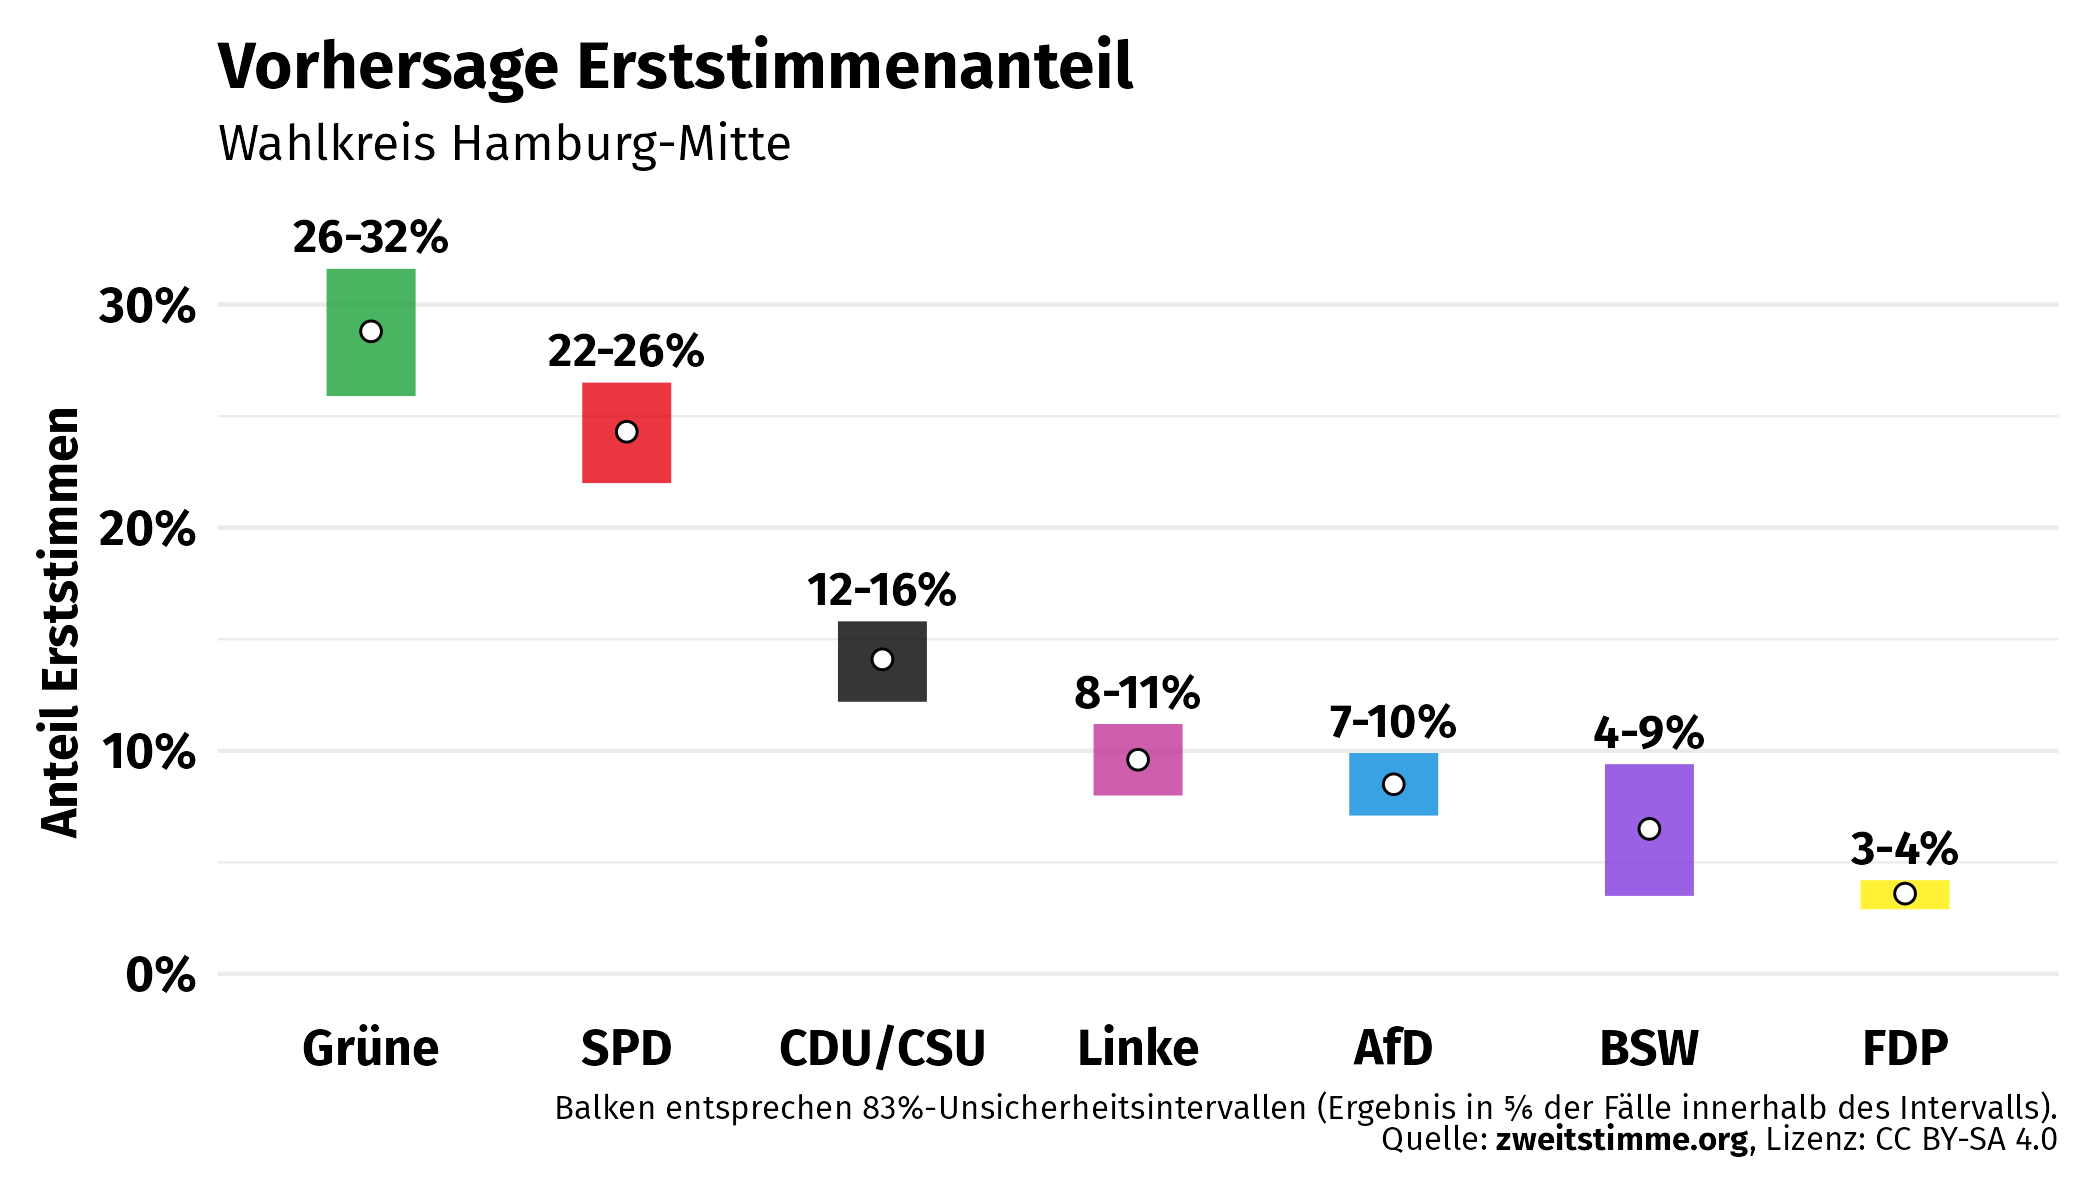 Vorhersage Erststimmenanteil
Wahlkreis Hamburg-Mitte
26-32%
30%
22-26%
20%
12-16%
8-11%
7-10%
4-9%
10%
3-4%
0%
Anteil Erststimmen
Grüne SPD CDU/CSU Linke AfD BSW FDP
Balken entsprechen 83%-Unsicherheitsintervallen (Ergebnis in ⅚ der Fälle innerhalb des Intervalls).
Quelle: zweitstimme.org, Lizenz: CC BY-SA 4.0